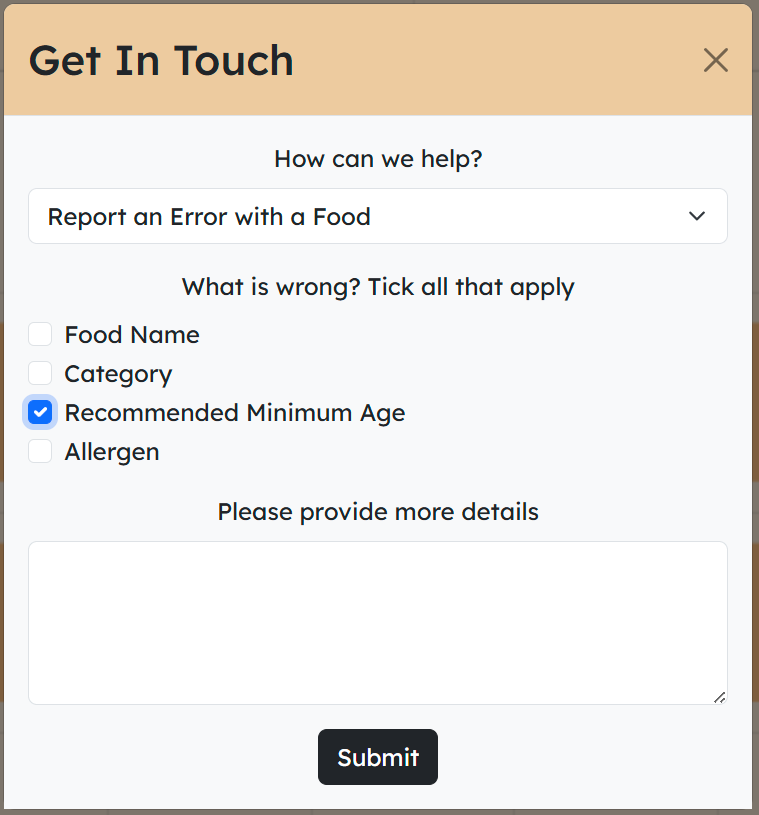 Get In Touch
How can we help?
Report an Error with a Food
What is wrong? Tick all that apply
Food Name
Category
Recommended Minimum Age
Allergen
Please provide more details
Submit